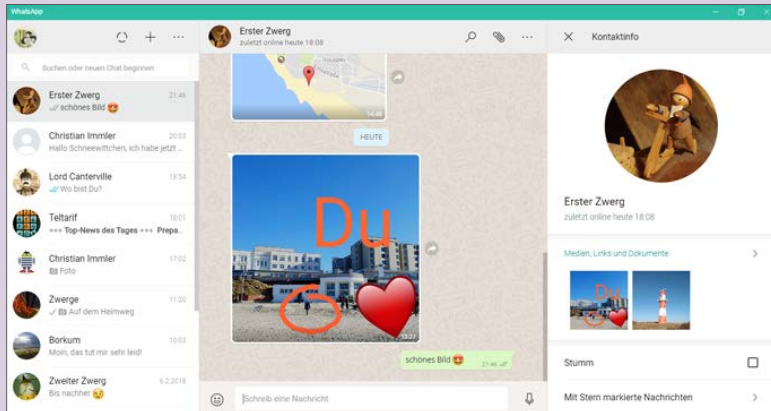 WhatsApp
Suchen oder neuen Chat beginnen
Erster Zwerg 21:46
schönes Bild
Christian Immler 20:03
Hallo Schneewittchen, ich habe jetzt ...
Lord Canterville 18:54
Wo bist Du?
Teltarif 18:05
+++ Top-News des Tages +++ Prepa..
Christian Immler 17:02
Foto
Zwerge 11:20
Auf dem Heimweg
Borkum 10:03
Moin, das tut mir sehr leid!
Zweiter Zwerg 6.2.2018
Bis nachher
Erster Zwerg
zuletzt online heute 18:08
14:48
HEUTE
Du
13:27
schönes Bild 21:46
Schreib eine Nachricht
Kontaktinfo
Erster Zwerg
zuletzt online heute 18:08
Medien, Links und Dokumente
Du
Stumm
Mit Stern markierte Nachrichten